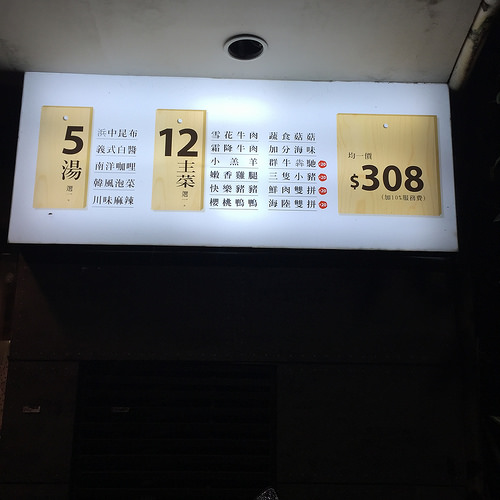 5
湯
選一
浜中昆布
義式白醬
南洋咖哩
韓風泡菜
川味麻辣
12
主菜
選一
雪花牛肉
霜降牛肉
小羔羊
嫩香雞腿
快樂豬豬
櫻桃鴨鴨
蔬食菇菇
加分海味
群牛犇馳
三隻小豬
鮮肉雙拼
海陸雙拼
均一價
$308
(加10%服務費)